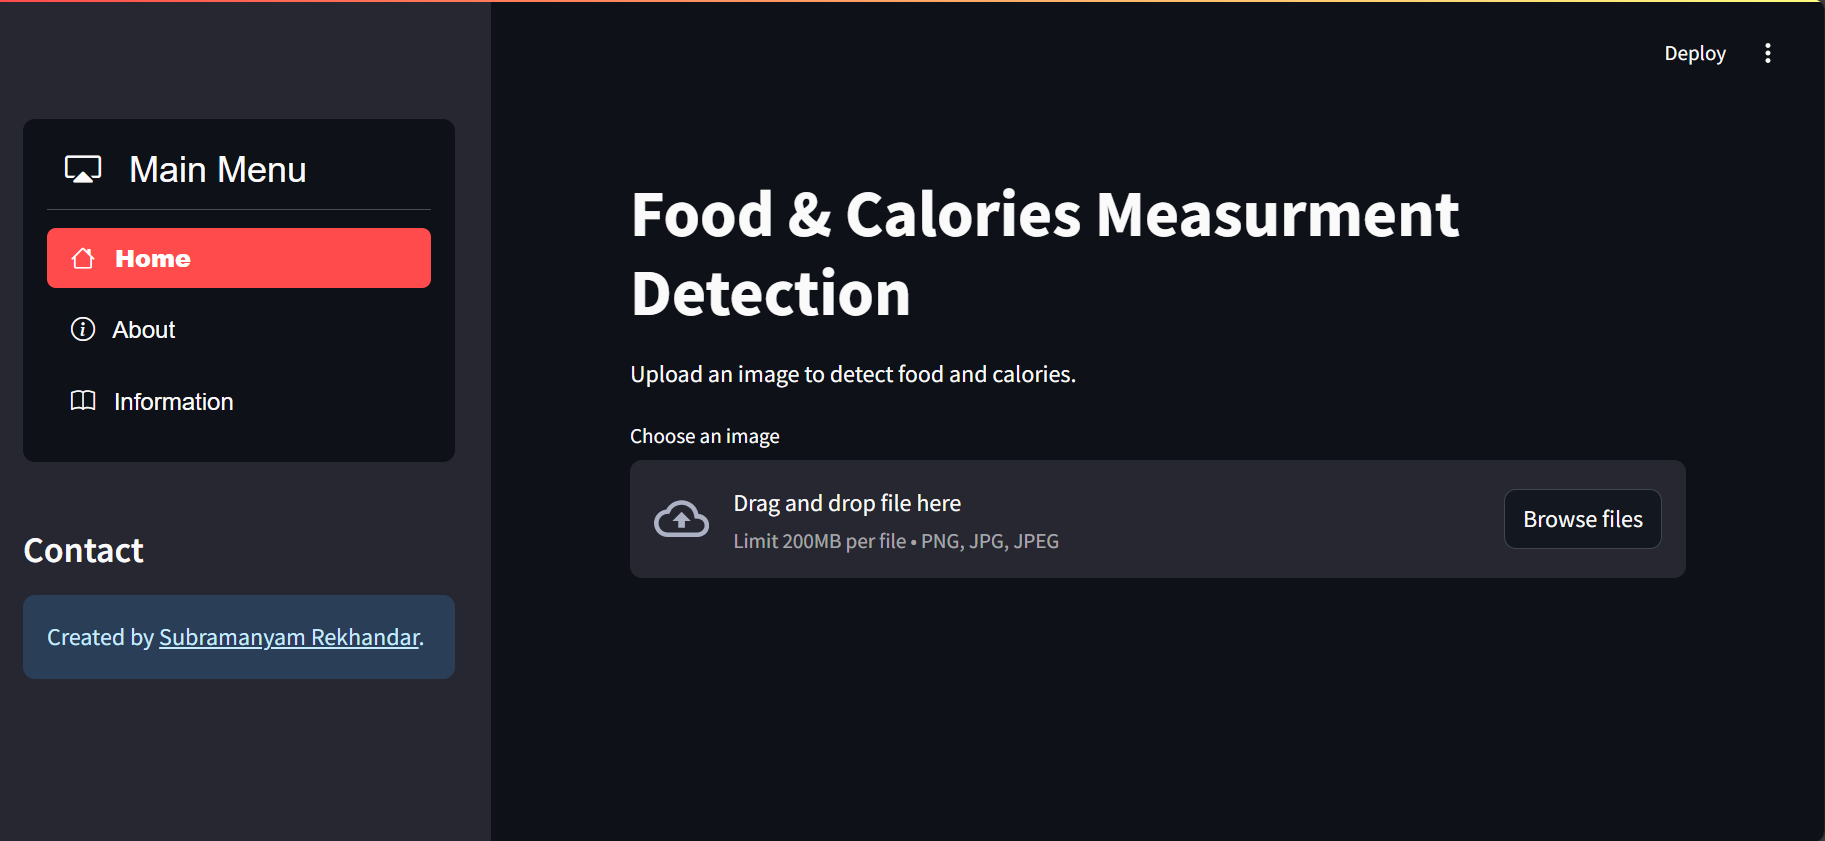 Deploy
Main Menu
Home
About
Information
Contact
Created by Subramanyam Rekhandar.
Food & Calories Measurment
Detection
Upload an image to detect food and calories.
Choose an image
Drag and drop file here
Limit 200MB per file • PNG, JPG, JPEG
Browse files